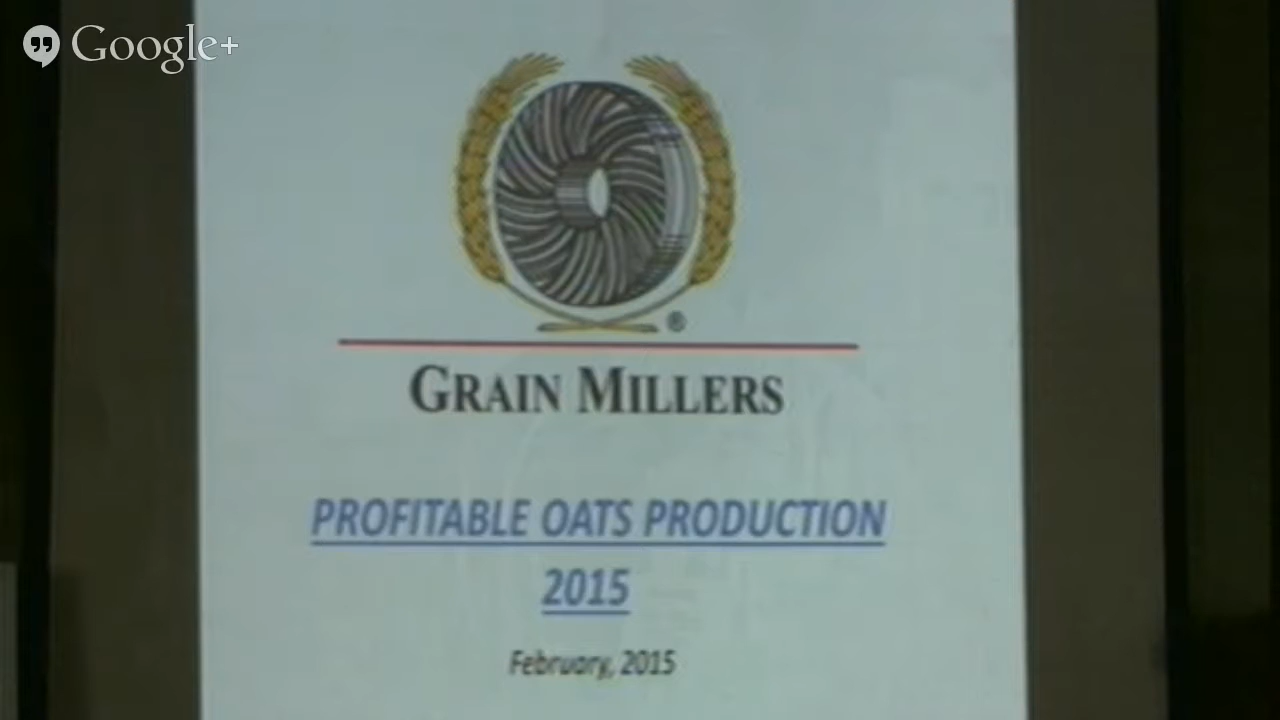 Google+
®
GRAIN MILLERS
PROFITABLE OATS PRODUCTION
2015
February, 2015